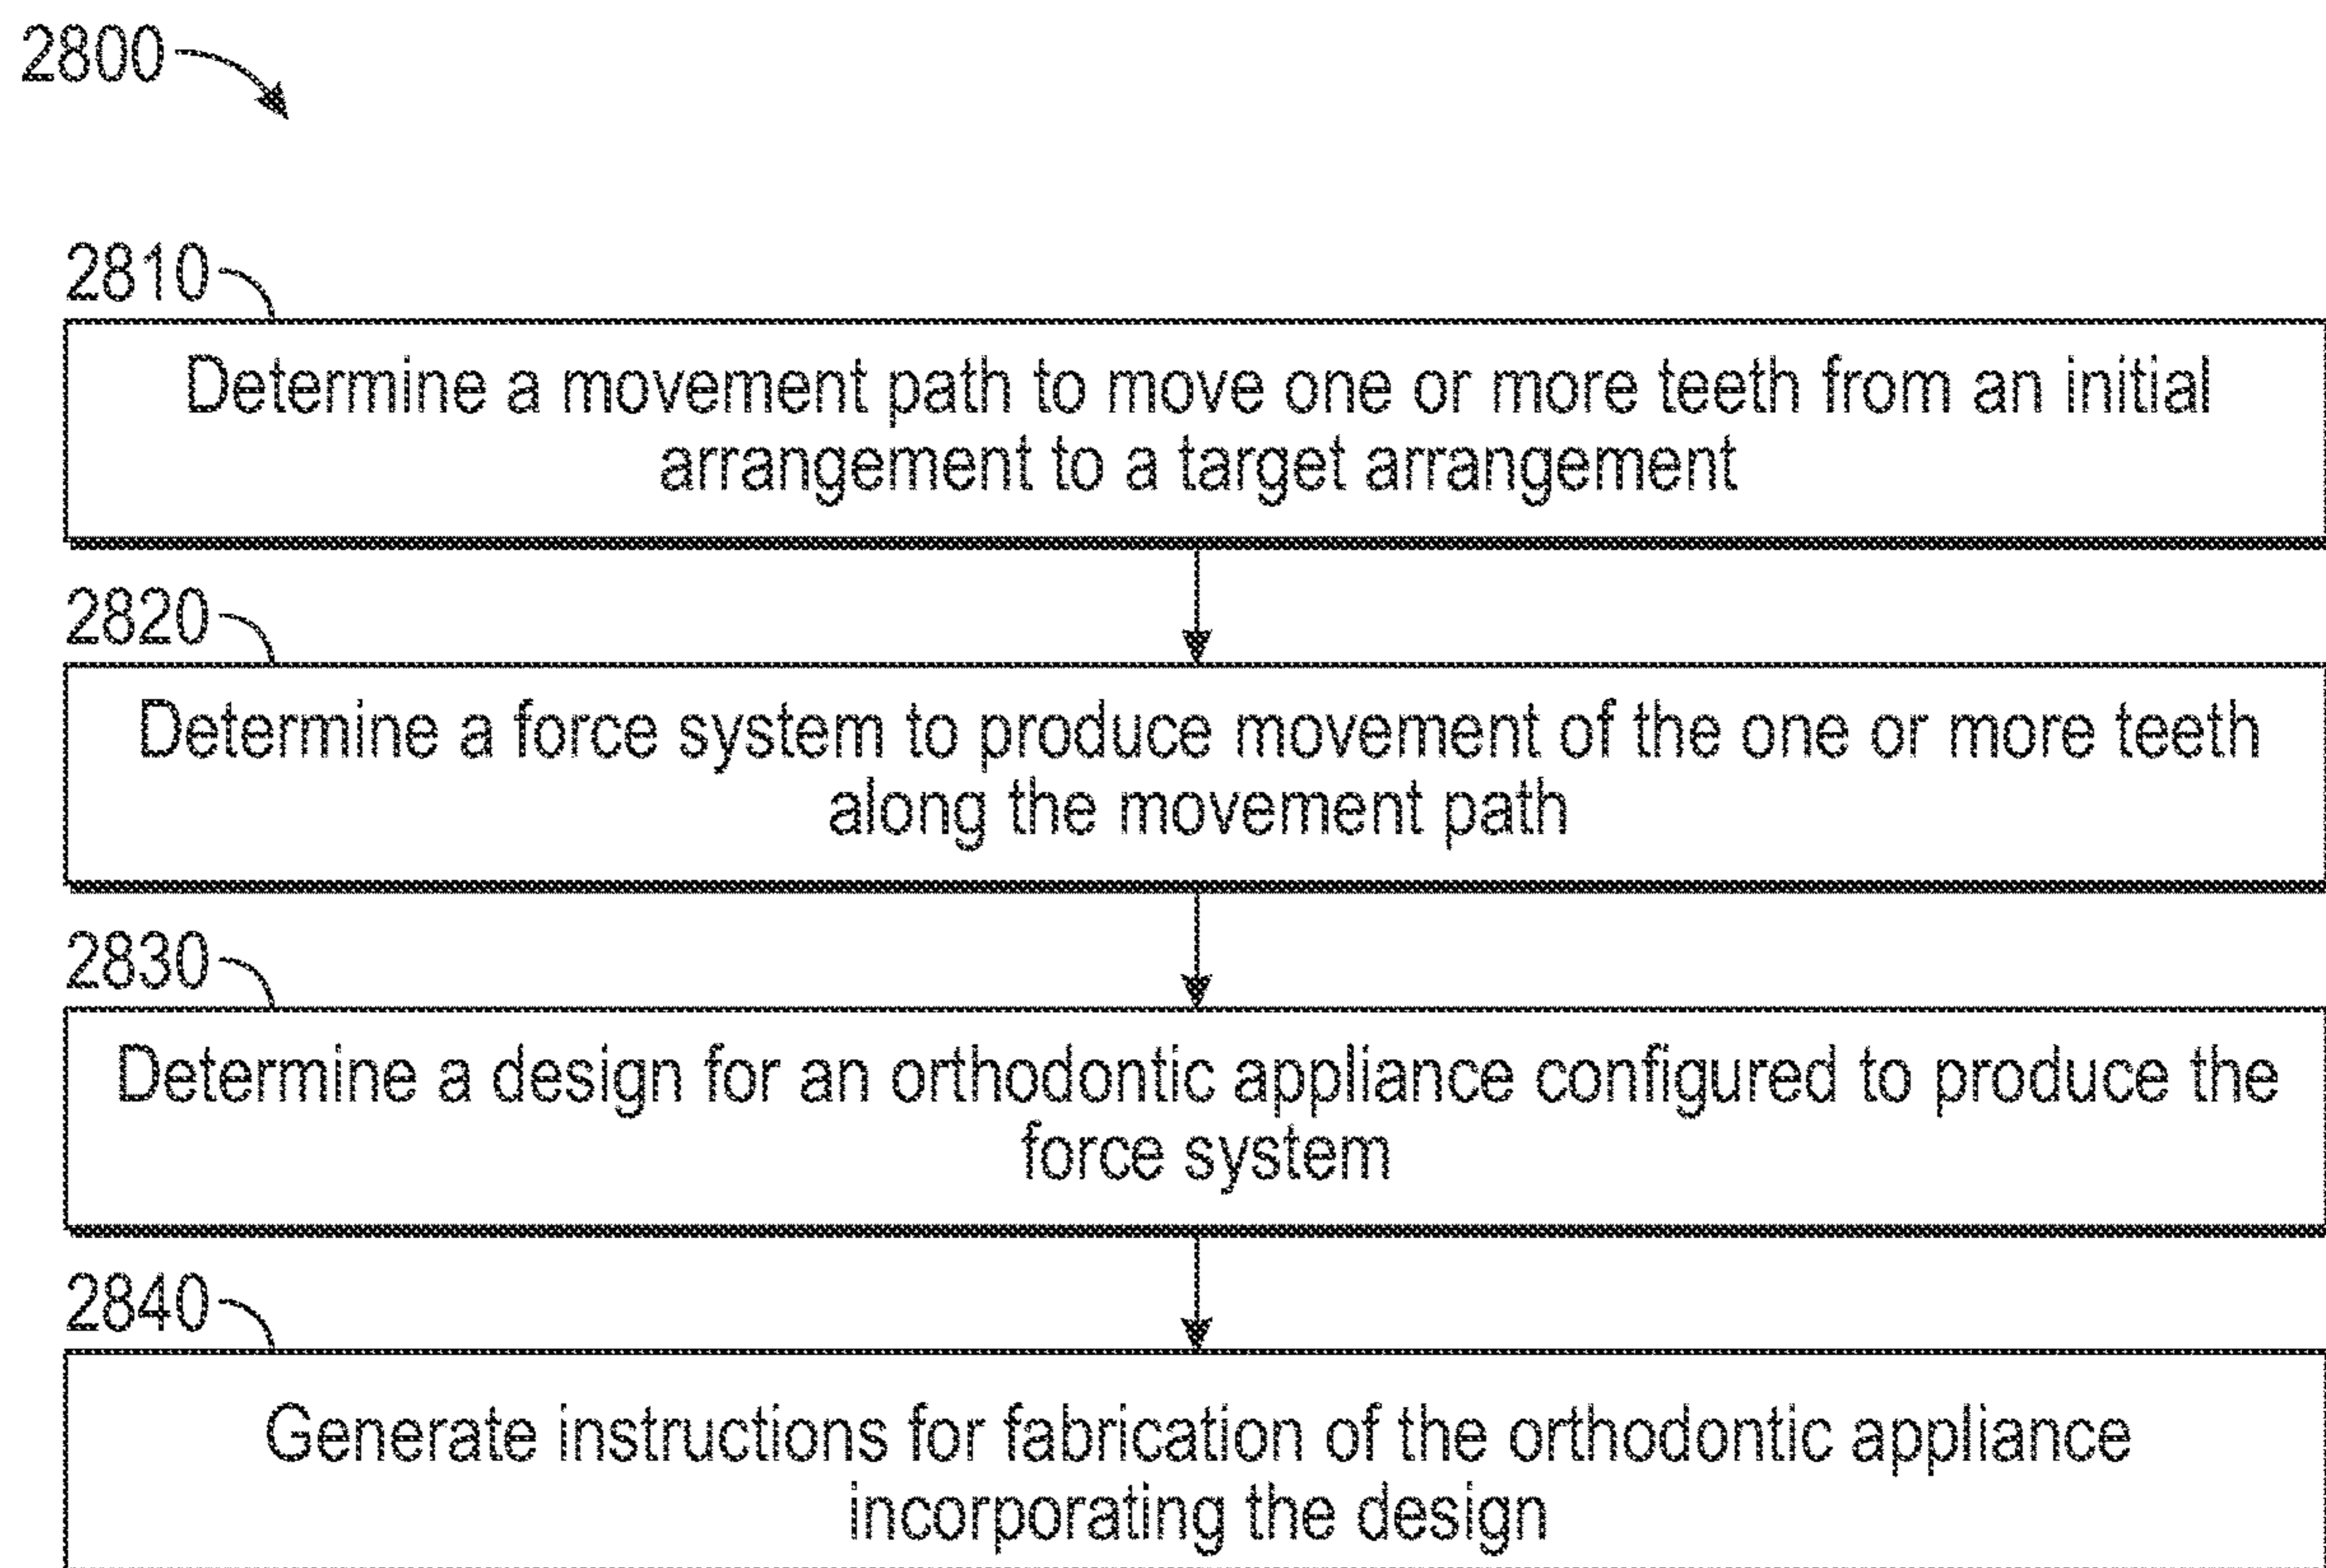 2800
2810
Determine a movement path to move one or more teeth from an initial
arrangement to a target arrangement
2820
Determine a force system to produce movement of the one or more teeth
along the movement path
2830
Determine a design for an orthodontic appliance configured to produce the
force system
2840
Generate instructions for fabrication of the orthodontic appliance
incorporating the design